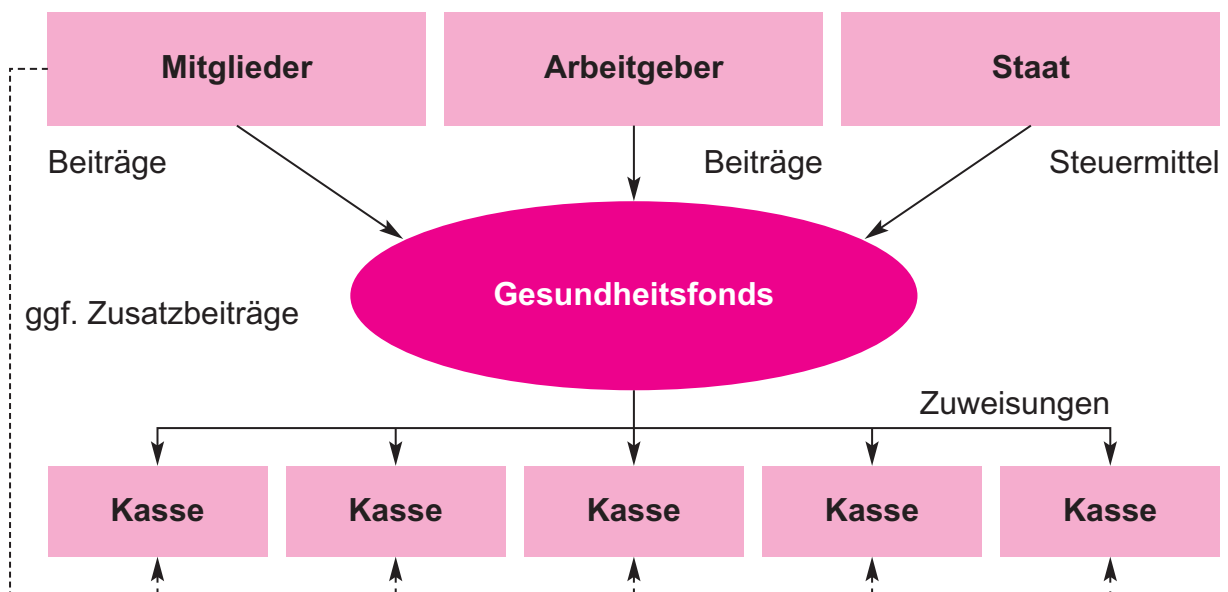 Mitglieder
Arbeitgeber
Staat
Beiträge
Beiträge
Steuermittel
Gesundheitsfonds
ggf. Zusatzbeiträge
Zuweisungen
Kasse
Kasse
Kasse
Kasse
Kasse